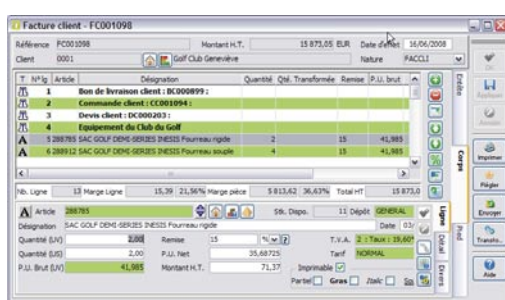 Facture client - FC001098
Référence FC001098 Montant H.T. 15 873,05 EUR Date d'effet 16/06/2008
Client 0001 Golf Club Geneviève Nature FACCLI
T N°lg Article Désignation Quantité Qté. Transformée Remise P.U. brut
1 Bon de livraison client : BC000899 :
2 Commande client : CC001094 :
3 Devis client : DC000203 :
4 Equipement du Club du Golf
A 5 288785 SAC GOLF DEMI-SERIES INESIS Fourreau rigide 2 15 41,985
A 6 288912 SAC GOLF DEMI-SERIES INESIS Fourreau souple 4 15 41,985
Nb. Ligne 13 Marge Ligne 15,39 21,56% Marge pièce 5 813,62 36,63% Total HT 15 873,0
A Article 288785 Stk. Dispo. 11 Dépôt GENERAL
Désignation SAC GOLF DEMI-SERIES INESIS Fourreau rigide Date 03/
Quantité (UV) 2,00 Remise 15 % T.V.A. 2 : Taux : 19,60
Quantité (US) 2,00 P.U. Net 35,68725 Tarif NORMAL
P.U. Brut (UV) 41,985 Montant H.T. 71,37 Imprimable
Partiel Gras Italic So
Entête
Corps
Pied
Ligne
Détail
Divers
OK
Appliquer
Annuler
Imprimer
Régler
Envoyer
Transfo...
Aide